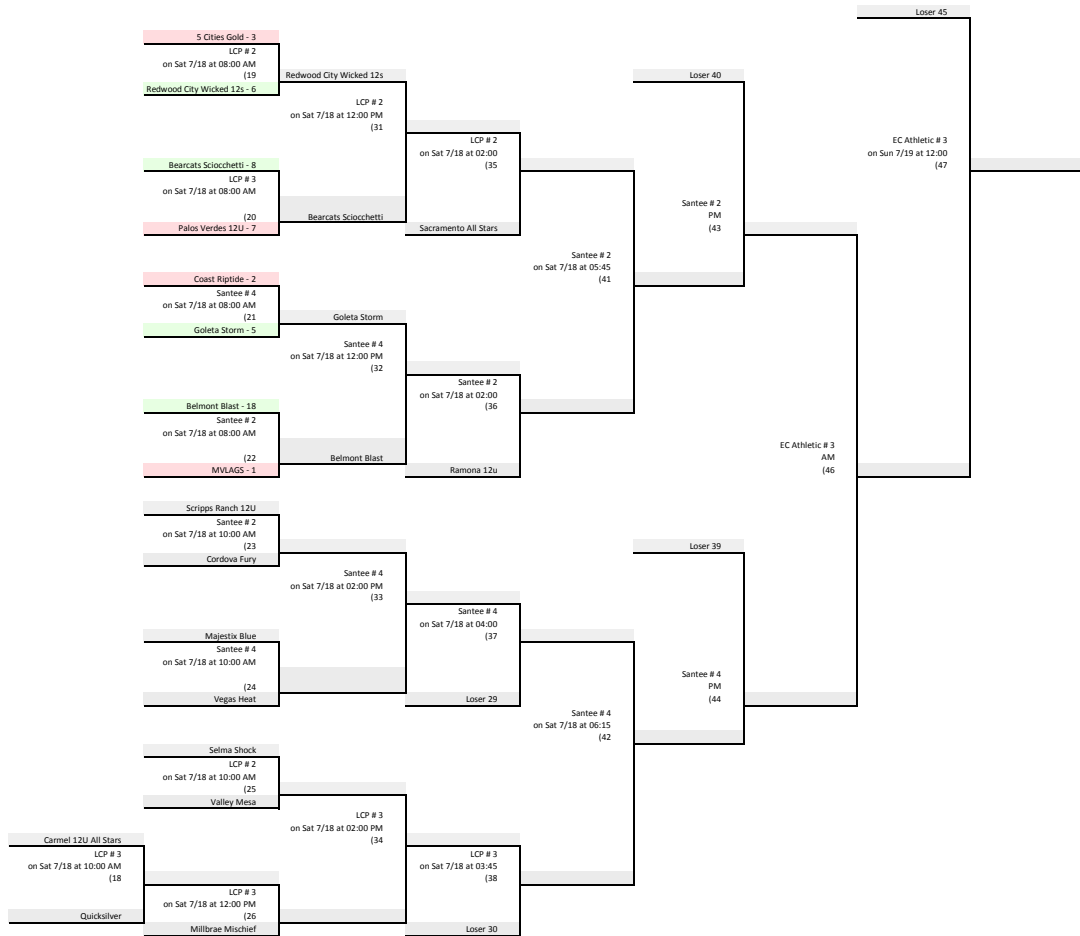 Loser 45
5 Cities Gold - 3
LCP # 2
on Sat 7/18 at 08:00 AM
(19
Redwood City Wicked 12s - 6
Redwood City Wicked 12s
LCP # 2
on Sat 7/18 at 12:00 PM
(31
Loser 40
LCP # 2
on Sat 7/18 at 02:00
(35
EC Athletic # 3
on Sun 7/19 at 12:00
(47
Bearcats Sciocchetti - 8
LCP # 3
on Sat 7/18 at 08:00 AM
(20
Palos Verdes 12U - 7
Bearcats Sciocchetti
Sacramento All Stars
Santee # 2
PM
(43
Santee # 2
on Sat 7/18 at 05:45
(41
Coast Riptide - 2
Santee # 4
on Sat 7/18 at 08:00 AM
(21
Goleta Storm - 5
Goleta Storm
Santee # 4
on Sat 7/18 at 12:00 PM
(32
Santee # 2
on Sat 7/18 at 02:00
(36
Belmont Blast - 18
Santee # 2
on Sat 7/18 at 08:00 AM
(22
MVLAGS - 1
Belmont Blast
Ramona 12u
EC Athletic # 3
AM
(46
Scripps Ranch 12U
Santee # 2
on Sat 7/18 at 10:00 AM
(23
Cordova Fury
Santee # 4
on Sat 7/18 at 02:00 PM
(33
Loser 39
Santee # 4
on Sat 7/18 at 04:00
(37
Majestix Blue
Santee # 4
on Sat 7/18 at 10:00 AM
(24
Vegas Heat
Loser 29
Santee # 4
PM
(44
Santee # 4
on Sat 7/18 at 06:15
(42
Selma Shock
LCP # 2
on Sat 7/18 at 10:00 AM
(25
Valley Mesa
LCP # 3
on Sat 7/18 at 02:00 PM
(34
Carmel 12U All Stars
LCP # 3
on Sat 7/18 at 10:00 AM
(18
Quicksilver
LCP # 3
on Sat 7/18 at 12:00 PM
(26
Millbrae Mischief
LCP # 3
on Sat 7/18 at 03:45
(38
Loser 30